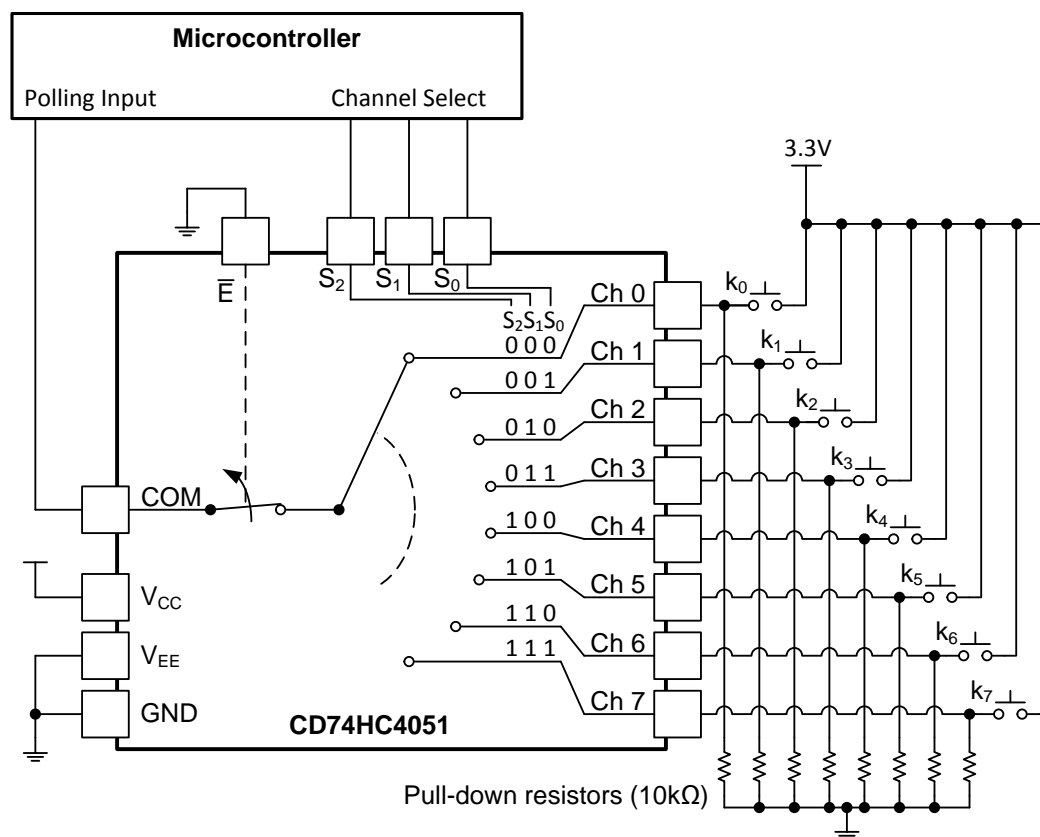 Microcontroller
Polling Input
Channel Select
3.3V
E̅
S₂
S₁
S₀
S₂S₁S₀
0 0 0
0 0 1
0 1 0
0 1 1
1 0 0
1 0 1
1 1 0
1 1 1
Ch 0
Ch 1
Ch 2
Ch 3
Ch 4
Ch 5
Ch 6
Ch 7
k₀
k₁
k₂
k₃
k₄
k₅
k₆
k₇
COM
V_CC
V_EE
GND
CD74HC4051
Pull-down resistors (10kΩ)